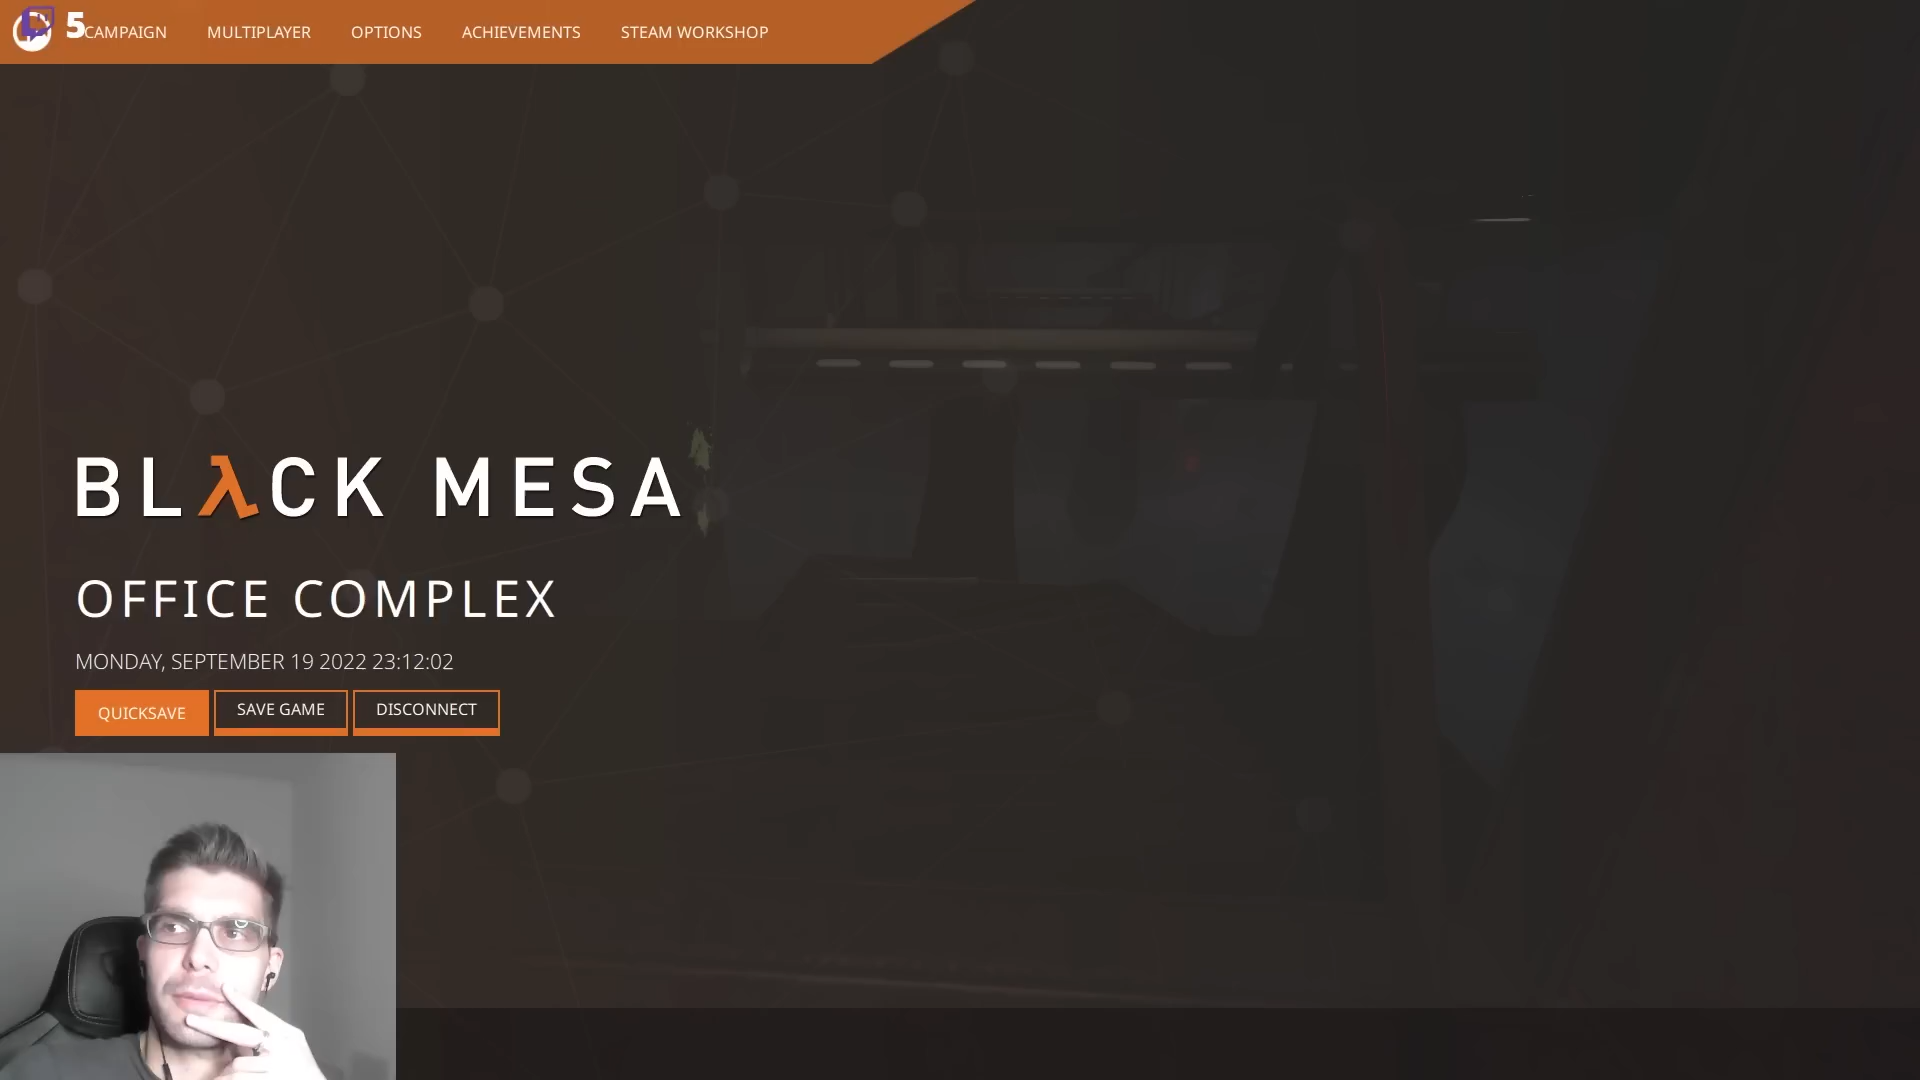 5
CAMPAIGN MULTIPLAYER OPTIONS ACHIEVEMENTS STEAM WORKSHOP
BLλCK MESA
OFFICE COMPLEX
MONDAY, SEPTEMBER 19 2022 23:12:02
QUICKSAVE SAVE GAME DISCONNECT